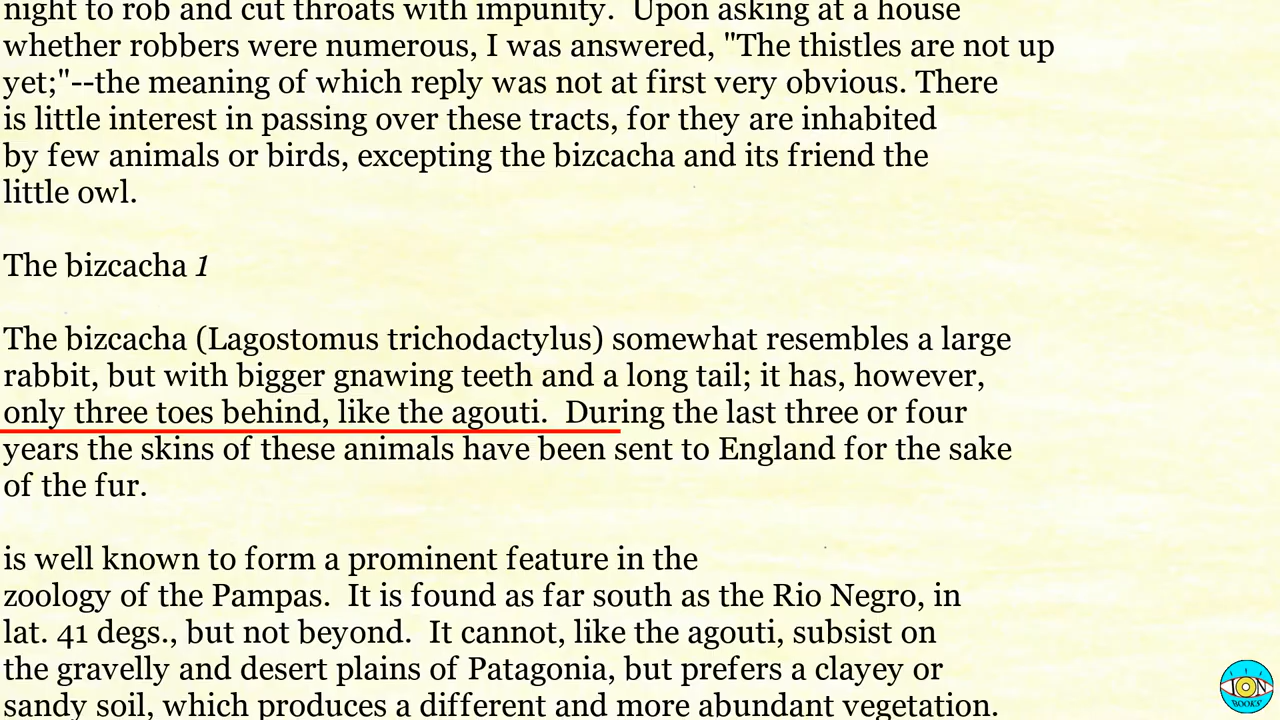 night to rob and cut throats with impunity.  Upon asking at a house
whether robbers were numerous, I was answered, "The thistles are not up
yet;"--the meaning of which reply was not at first very obvious. There
is little interest in passing over these tracts, for they are inhabited
by few animals or birds, excepting the bizcacha and its friend the
little owl.
The bizcacha 1
The bizcacha (Lagostomus trichodactylus) somewhat resembles a large
rabbit, but with bigger gnawing teeth and a long tail; it has, however,
only three toes behind, like the agouti.  During the last three or four
years the skins of these animals have been sent to England for the sake
of the fur.
is well known to form a prominent feature in the
zoology of the Pampas.  It is found as far south as the Rio Negro, in
lat. 41 degs., but not beyond.  It cannot, like the agouti, subsist on
the gravelly and desert plains of Patagonia, but prefers a clayey or
sandy soil, which produces a different and more abundant vegetation.
ION
BOOKS